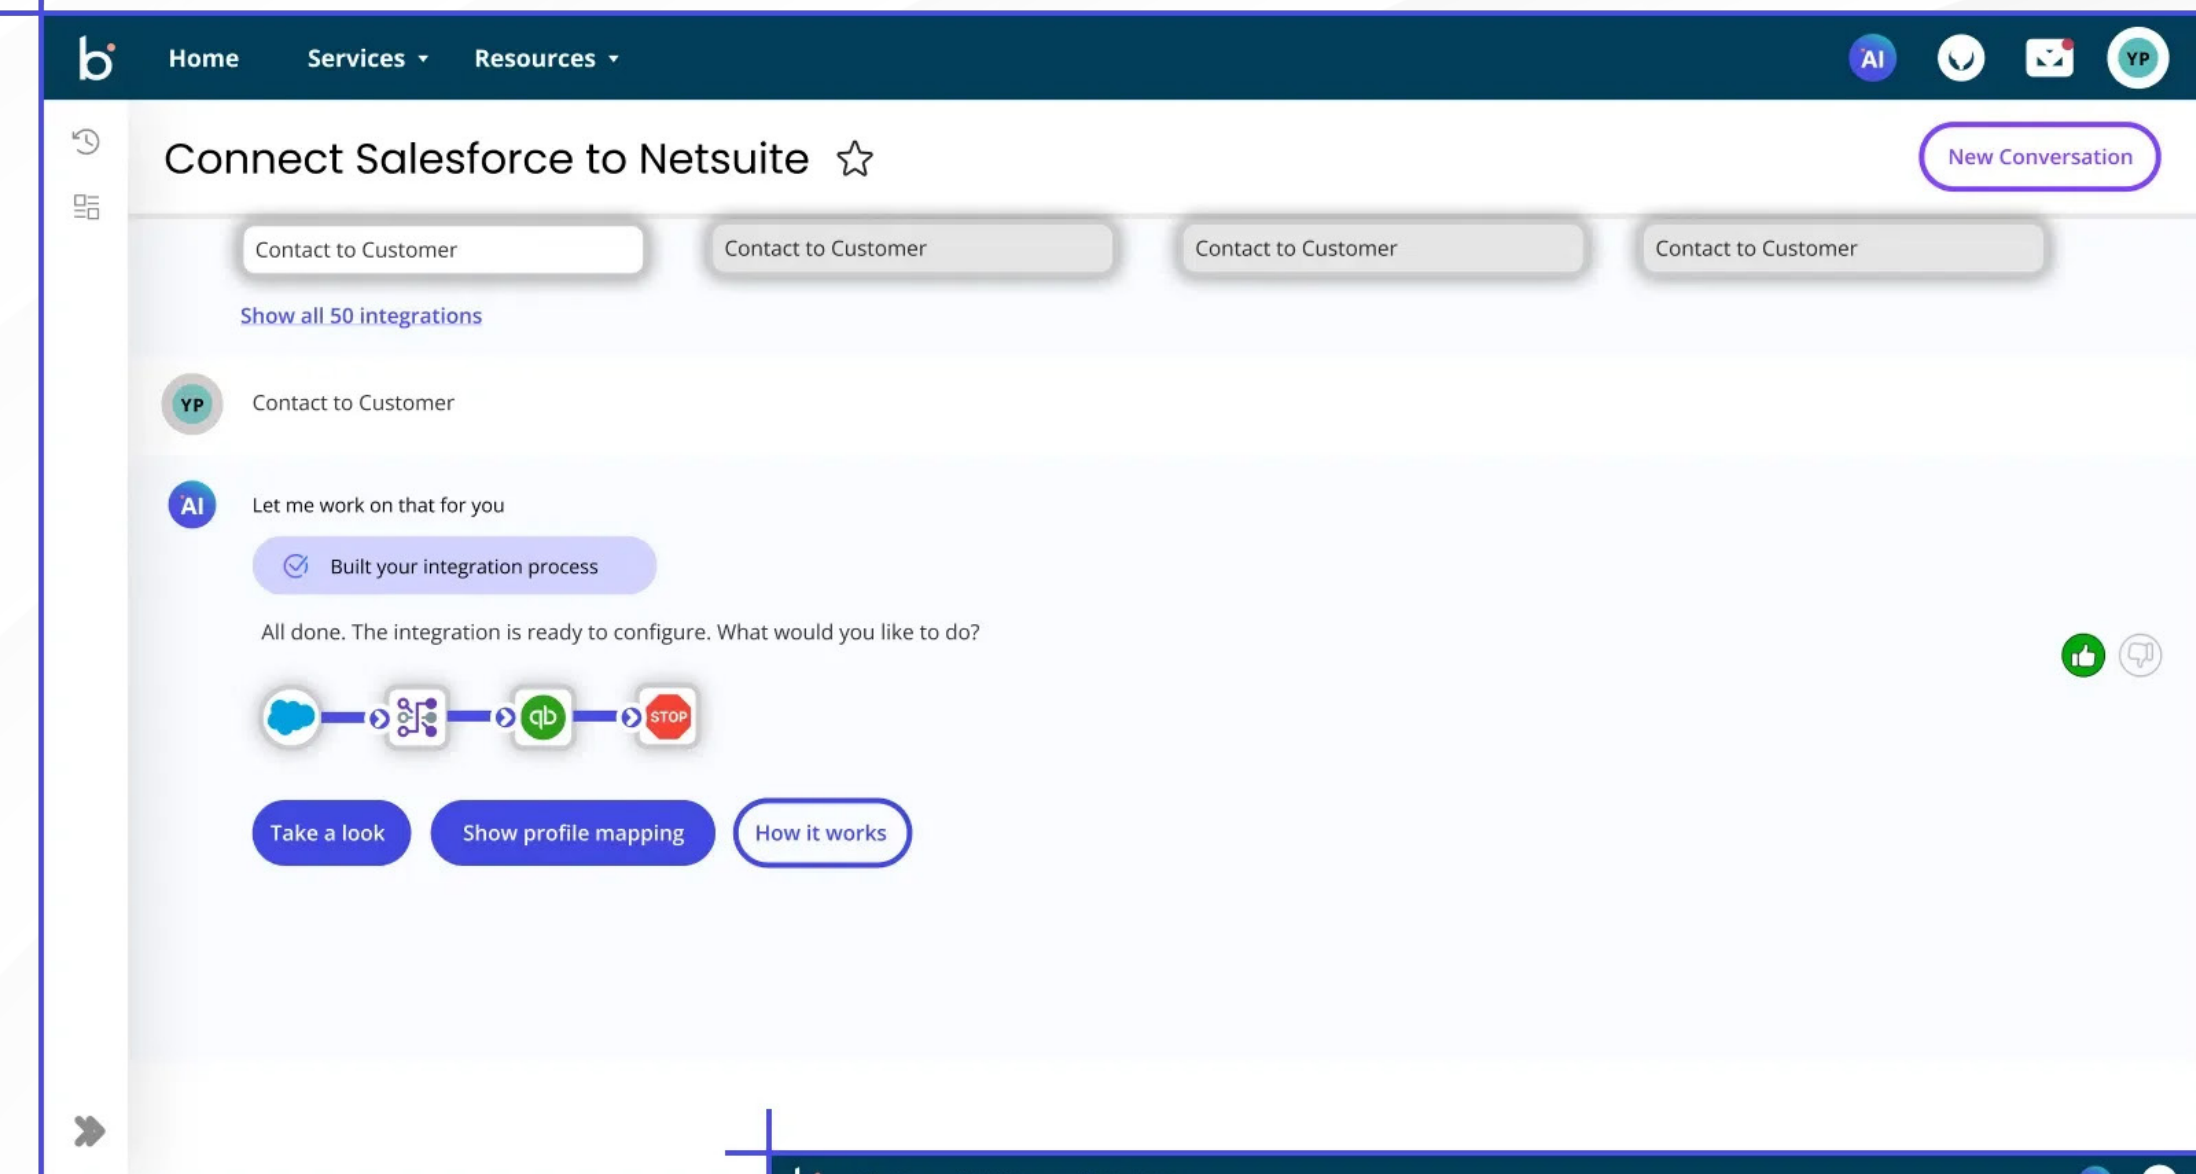 b
Home
Services
Resources
AI
YP
Connect Salesforce to Netsuite
New Conversation
Contact to Customer
Contact to Customer
Contact to Customer
Contact to Customer
Show all 50 integrations
YP
Contact to Customer
AI
Let me work on that for you
Built your integration process
All done. The integration is ready to configure. What would you like to do?
qb
STOP
Take a look
Show profile mapping
How it works